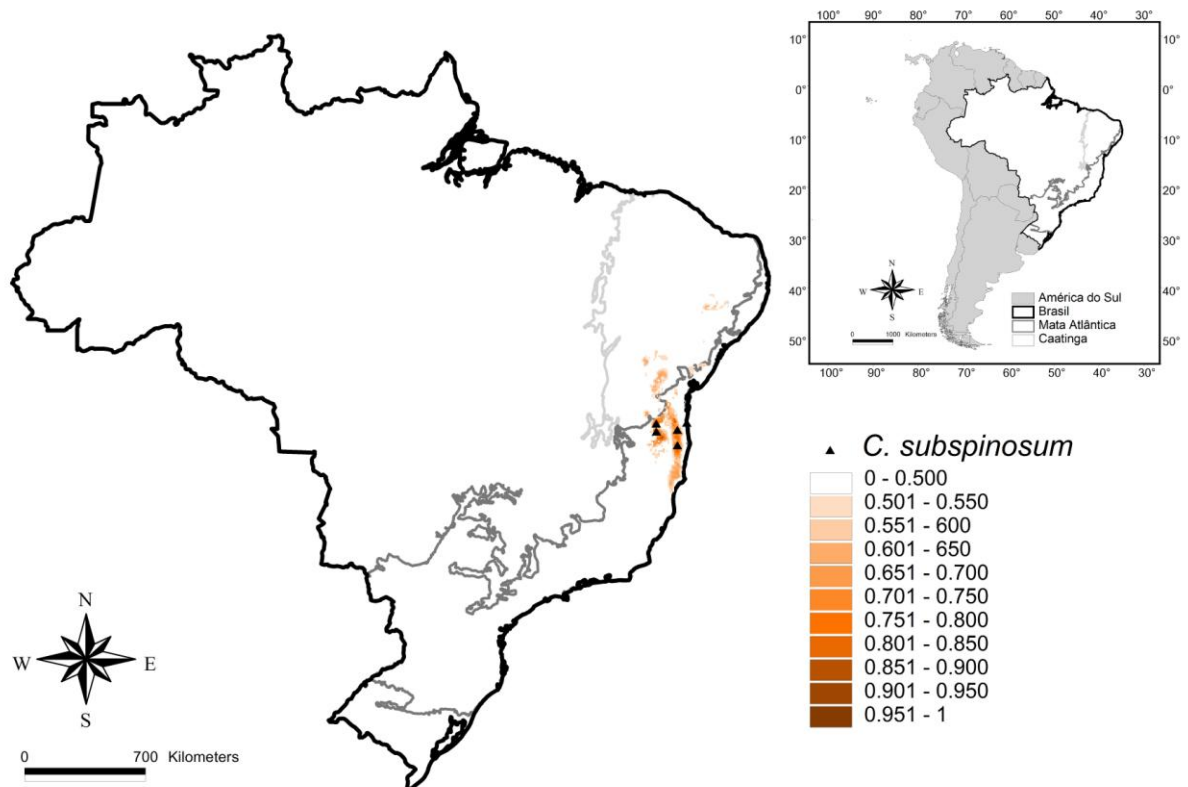 100° 90° 80° 70° 60° 50° 40° 30°
10° 10°
0° 0°
10° 10°
20° 20°
30° 30°
40° 40°
50° 50°
N
W E
S
América do Sul
Brasil
Mata Atlântica
Caatinga
0 1000 Kilometers
100° 90° 80° 70° 60° 50° 40° 30°
C. subspinosum
0 - 0.500
0.501 - 0.550
0.551 - 600
0.601 - 650
0.651 - 0.700
0.701 - 0.750
0.751 - 0.800
0.801 - 0.850
0.851 - 0.900
0.901 - 0.950
0.951 - 1
N
W E
S
0 700 Kilometers